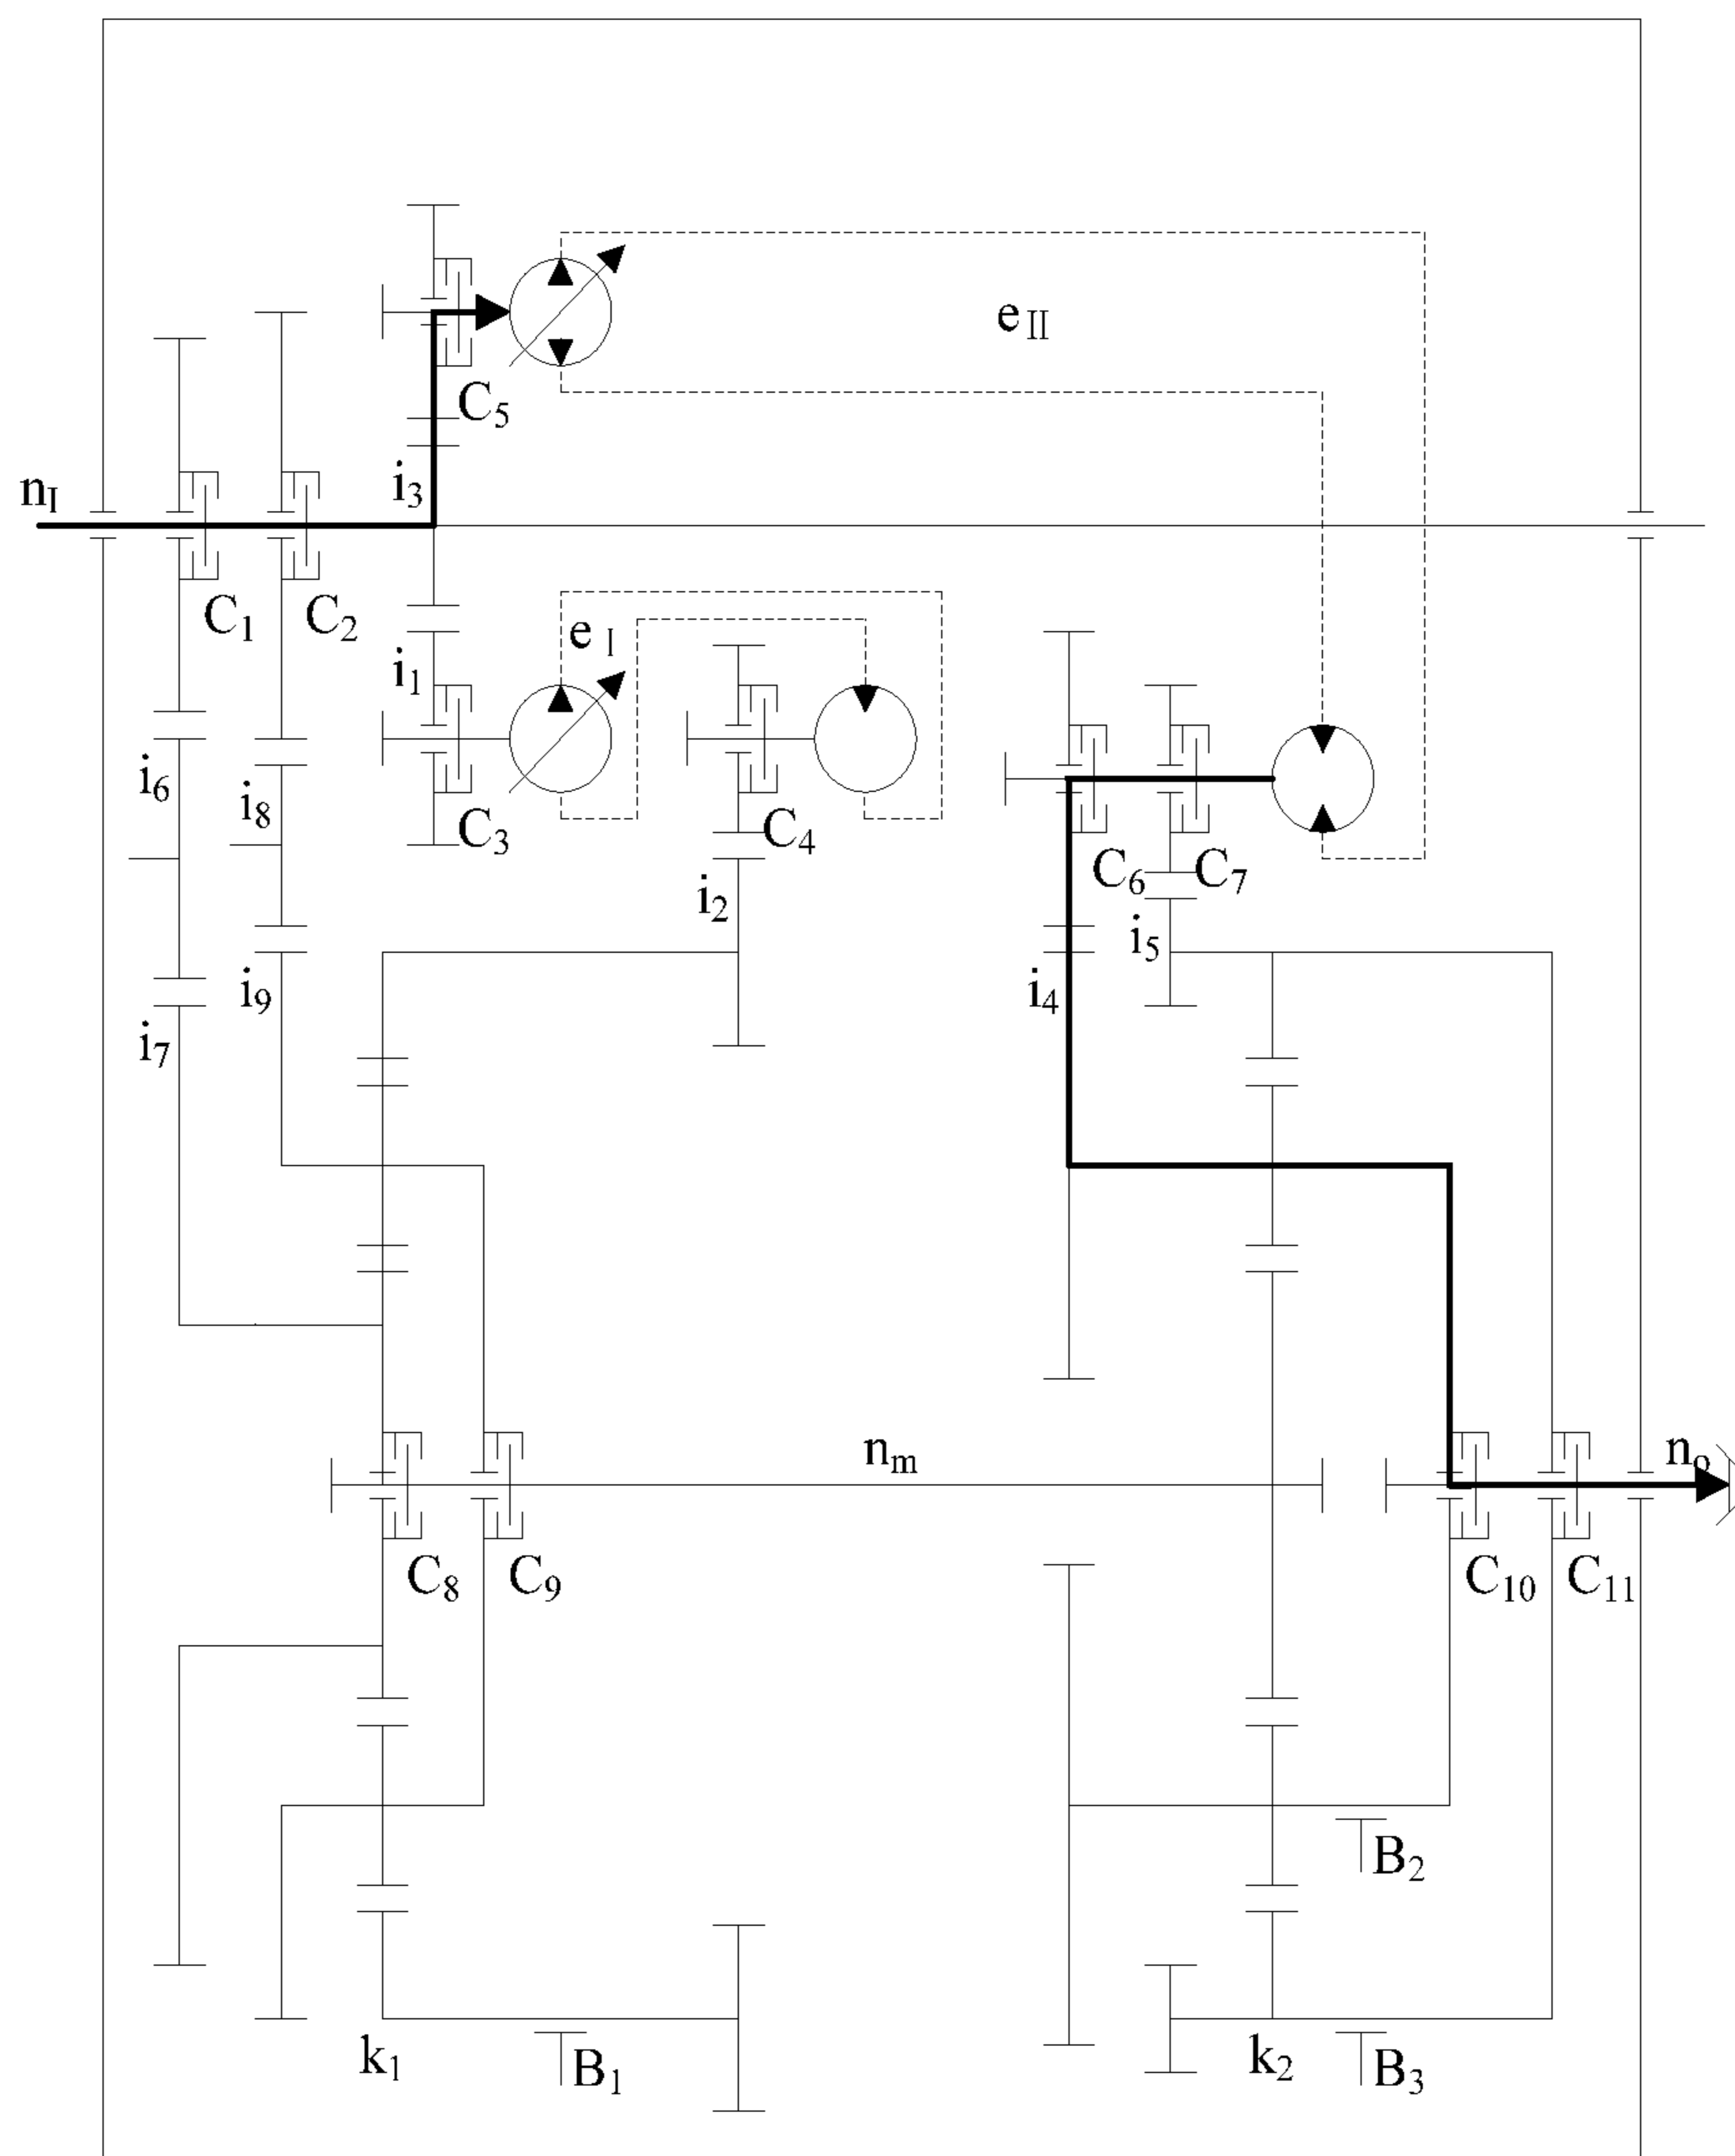 e_II
C_5
i_3
n_I
C_1
C_2
e_I
i_1
i_6
i_8
C_3
C_4
C_6
C_7
i_2
i_5
i_9
i_4
i_7
n_m
n_o
C_8
C_9
C_10
C_11
B_2
k_1
B_1
k_2
B_3